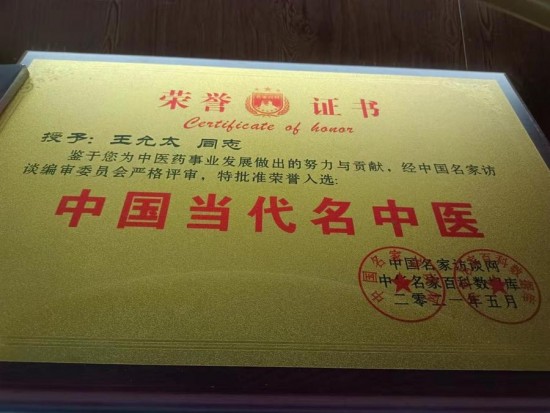 荣誉证书
Certificate of honor
授予：王允太 同志
鉴于您为中医药事业发展做出的努力与贡献，经中国名家访
谈编审委员会严格评审，特批准荣誉入选：
中国当代名中医
中国名家访谈网
名家百科数据库
二零二一年五月